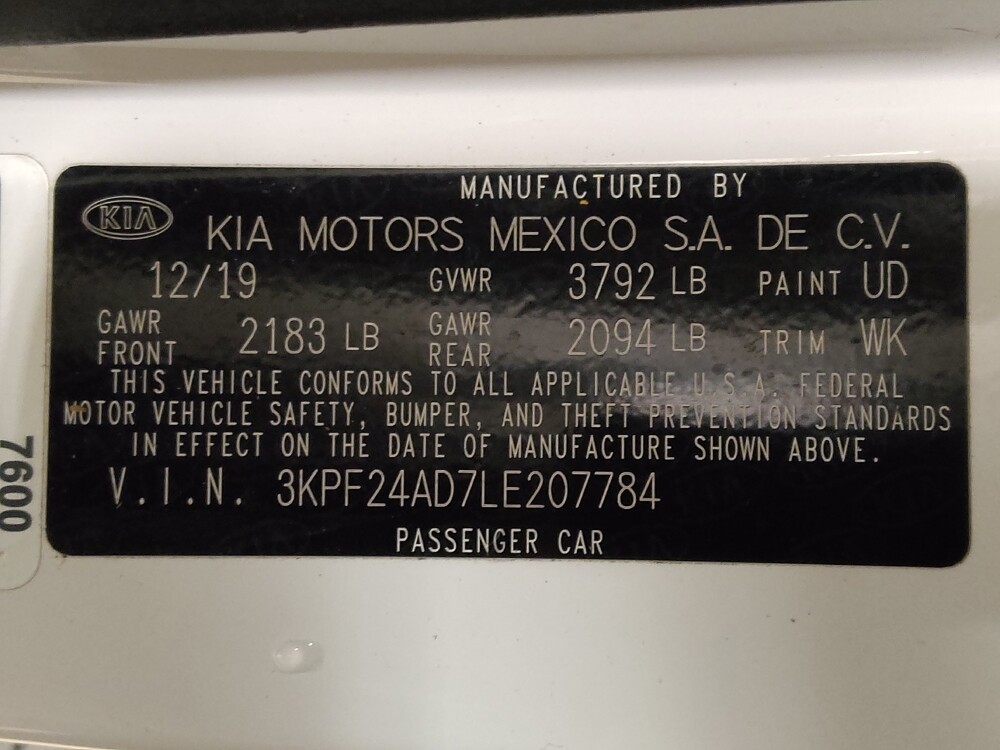 MANUFACTURED BY
KIA KIA MOTORS MEXICO S.A. DE C.V.
12/19 GVWR 3792 LB PAINT UD
GAWR FRONT 2183 LB GAWR REAR 2094 LB TRIM WK
THIS VEHICLE CONFORMS TO ALL APPLICABLE U.S.A. FEDERAL
MOTOR VEHICLE SAFETY, BUMPER, AND THEFT PREVENTION STANDARDS
IN EFFECT ON THE DATE OF MANUFACTURE SHOWN ABOVE.
V.I.N. 3KPF24AD7LE207784
PASSENGER CAR
7600